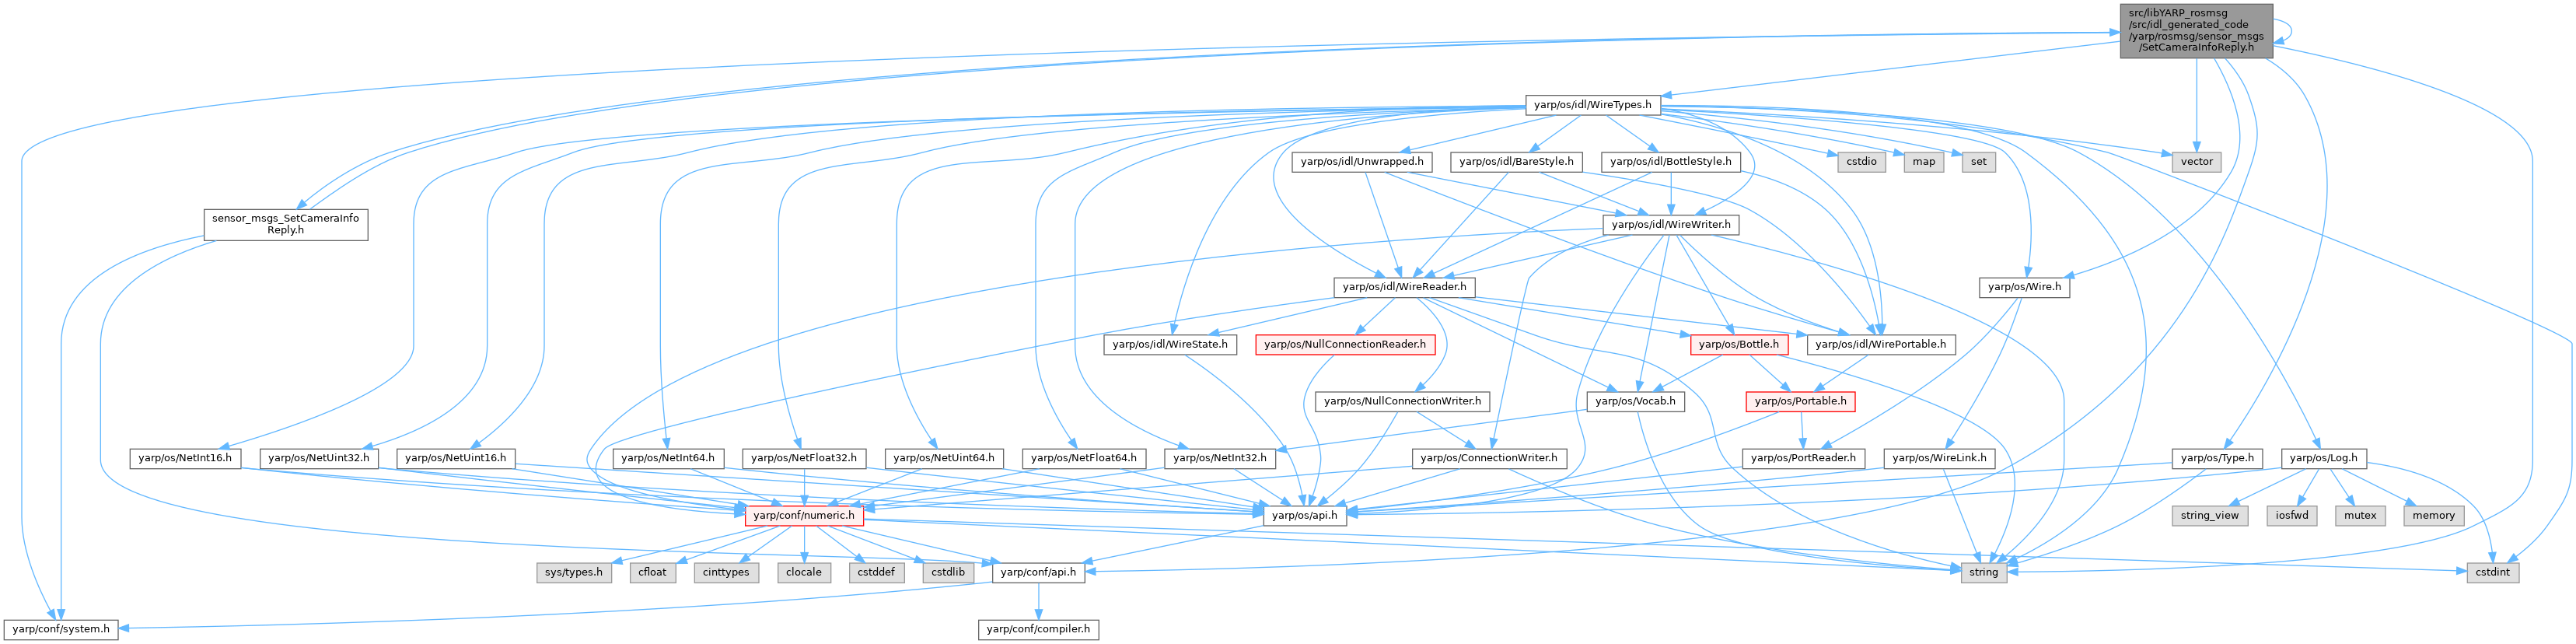 src/libYARP_rosmsg
/src/idl_generated_code
/yarp/rosmsg/sensor_msgs
/SetCameraInfoReply.h
yarp/os/idl/WireTypes.h
yarp/os/idl/Unwrapped.h
yarp/os/idl/BareStyle.h
yarp/os/idl/BottleStyle.h
cstdio
map
set
vector
sensor_msgs_SetCameraInfo
Reply.h
yarp/os/idl/WireWriter.h
yarp/os/idl/WireReader.h
yarp/os/Wire.h
yarp/os/idl/WireState.h
yarp/os/NullConnectionReader.h
yarp/os/Bottle.h
yarp/os/idl/WirePortable.h
yarp/os/NullConnectionWriter.h
yarp/os/Vocab.h
yarp/os/Portable.h
yarp/os/NetInt16.h
yarp/os/NetUint32.h
yarp/os/NetUint16.h
yarp/os/NetInt64.h
yarp/os/NetFloat32.h
yarp/os/NetUint64.h
yarp/os/NetFloat64.h
yarp/os/NetInt32.h
yarp/os/ConnectionWriter.h
yarp/os/PortReader.h
yarp/os/WireLink.h
yarp/os/Type.h
yarp/os/Log.h
yarp/conf/numeric.h
yarp/os/api.h
string_view
iosfwd
mutex
memory
sys/types.h
cfloat
cinttypes
clocale
cstddef
cstdlib
yarp/conf/api.h
string
cstdint
yarp/conf/system.h
yarp/conf/compiler.h